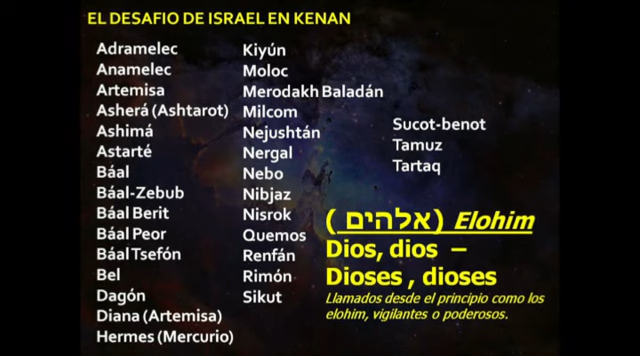 EL DESAFIO DE ISRAEL EN KENAN
Adramelec
Anamelec
Artemisa
Asherá (Ashtarot)
Ashimá
Astarté
Báal
Báal-Zebub
Báal Berit
Báal Peor
Báal Tsefón
Bel
Dagón
Diana (Artemisa)
Hermes (Mercurio)
Kiyún
Moloc
Merodakh Baladán
Milcom
Nejushtán
Nergal
Nebo
Nibjaz
Nisrok
Quemos
Renfán
Rimón
Sikut
Sucot-benot
Tamuz
Tartaq
( אלהים) Elohim
Dios, dios –
Dioses , dioses
Llamados desde el principio como los
elohim, vigilantes o poderosos.